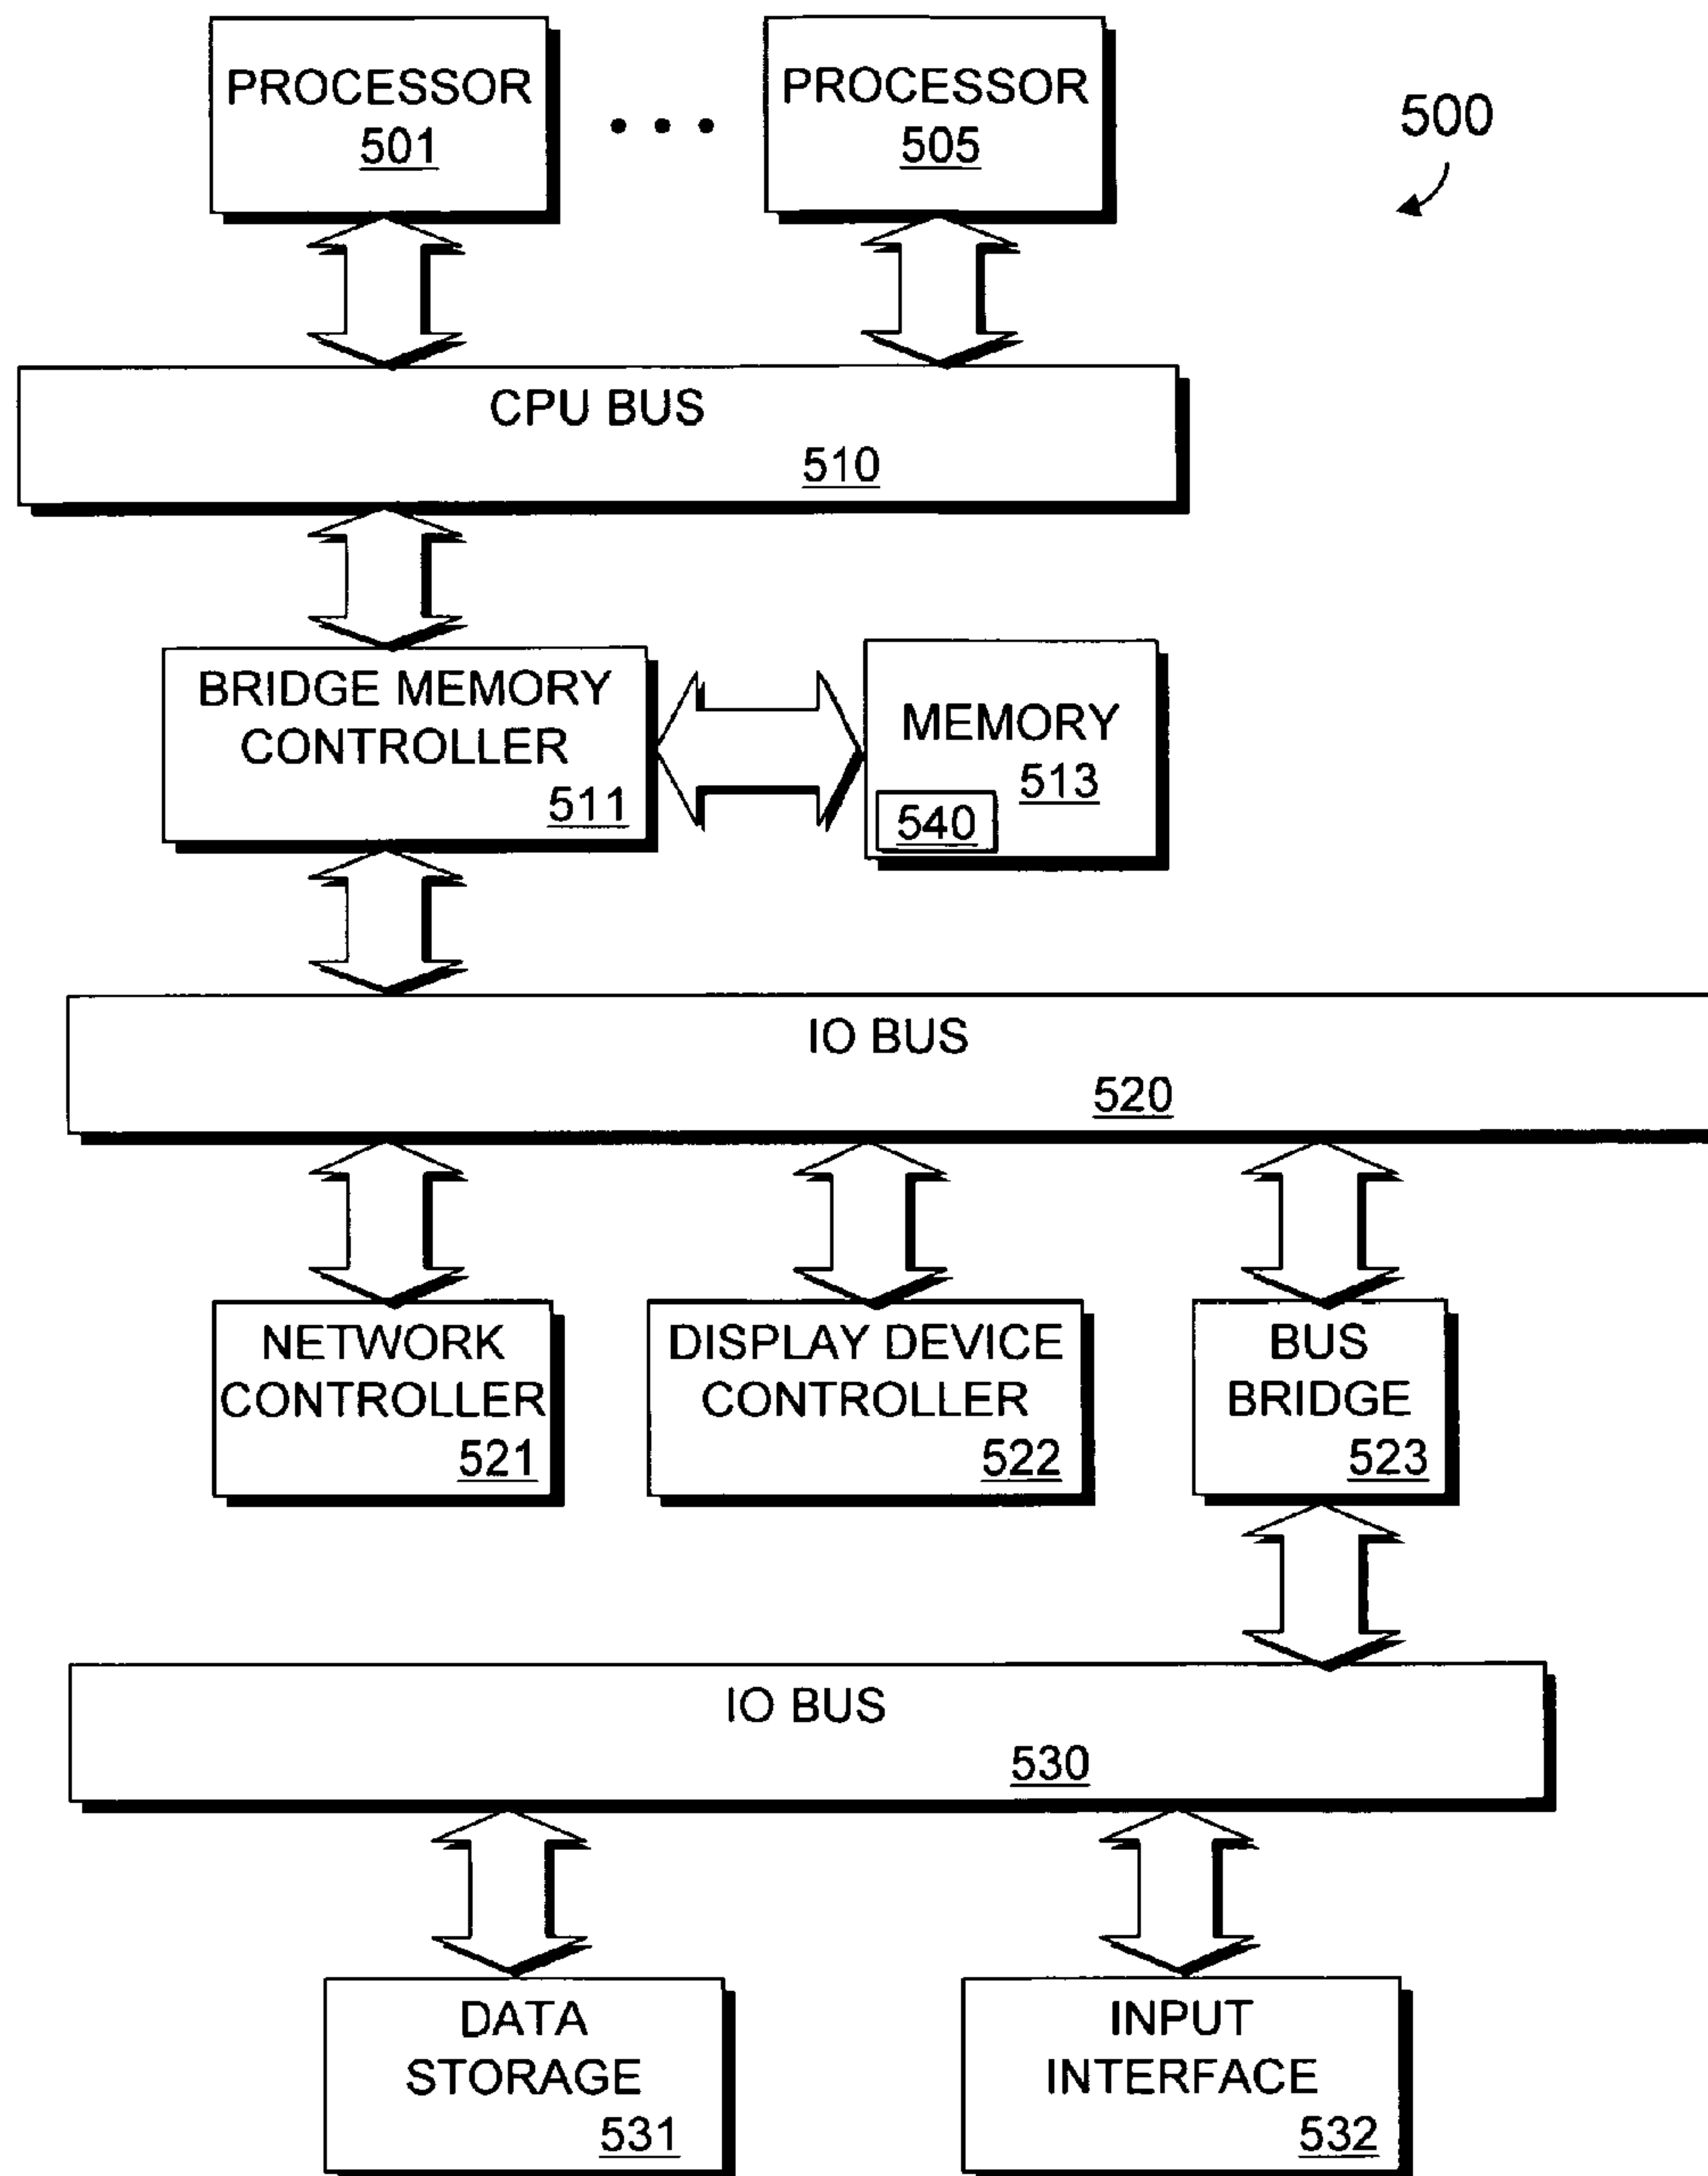 PROCESSOR
501
PROCESSOR
505
500
CPU BUS
510
BRIDGE MEMORY
CONTROLLER
511
MEMORY
513
540
IO BUS
520
NETWORK
CONTROLLER
521
DISPLAY DEVICE
CONTROLLER
522
BUS
BRIDGE
523
IO BUS
530
DATA
STORAGE
531
INPUT
INTERFACE
532